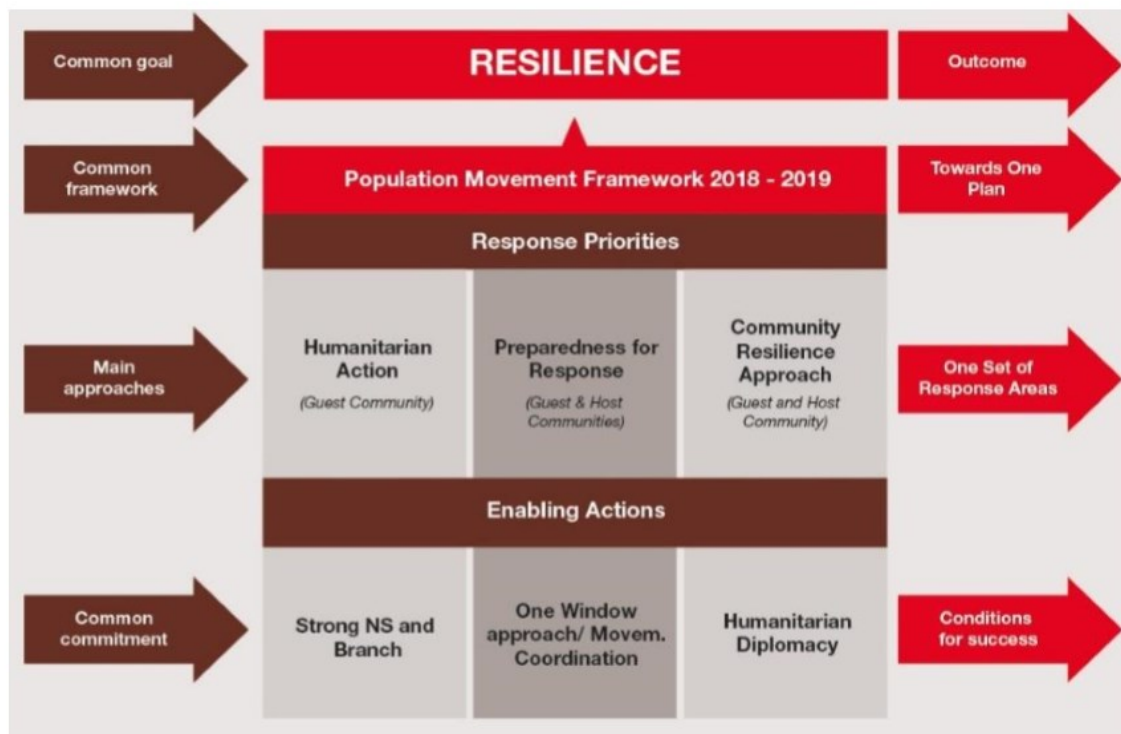 Common goal
RESILIENCE
Outcome
Common
framework
Population Movement Framework 2018 - 2019
Towards One
Plan
Response Priorities
Main
approaches
Humanitarian
Action
(Guest Community)
Preparedness for
Response
(Guest & Host
Communities)
Community
Resilience
Approach
(Guest and Host
Community)
One Set of
Response Areas
Enabling Actions
Common
commitment
Strong NS and
Branch
One Window
approach/ Movem.
Coordination
Humanitarian
Diplomacy
Conditions
for success